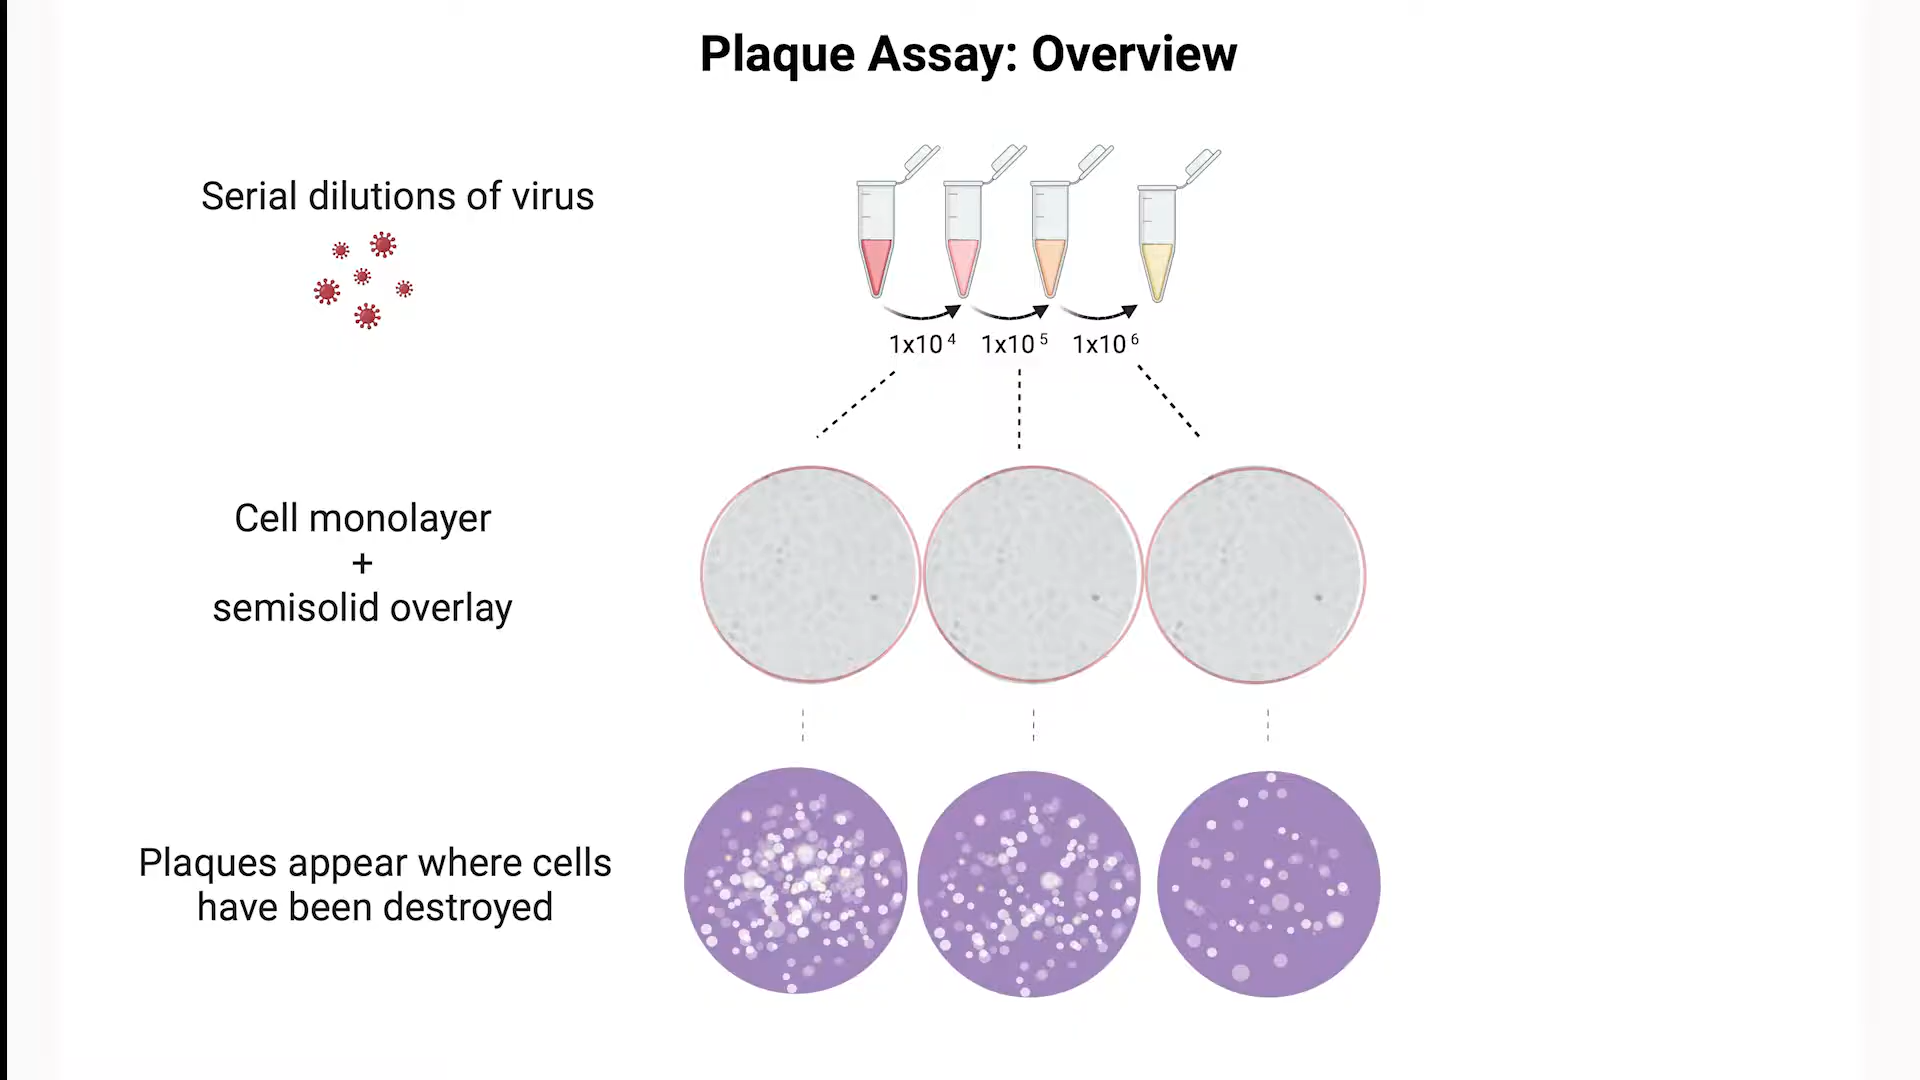 Plaque Assay: Overview
Serial dilutions of virus
1x10⁴ 1x10⁵ 1x10⁶
Cell monolayer
+
semisolid overlay
Plaques appear where cells
have been destroyed